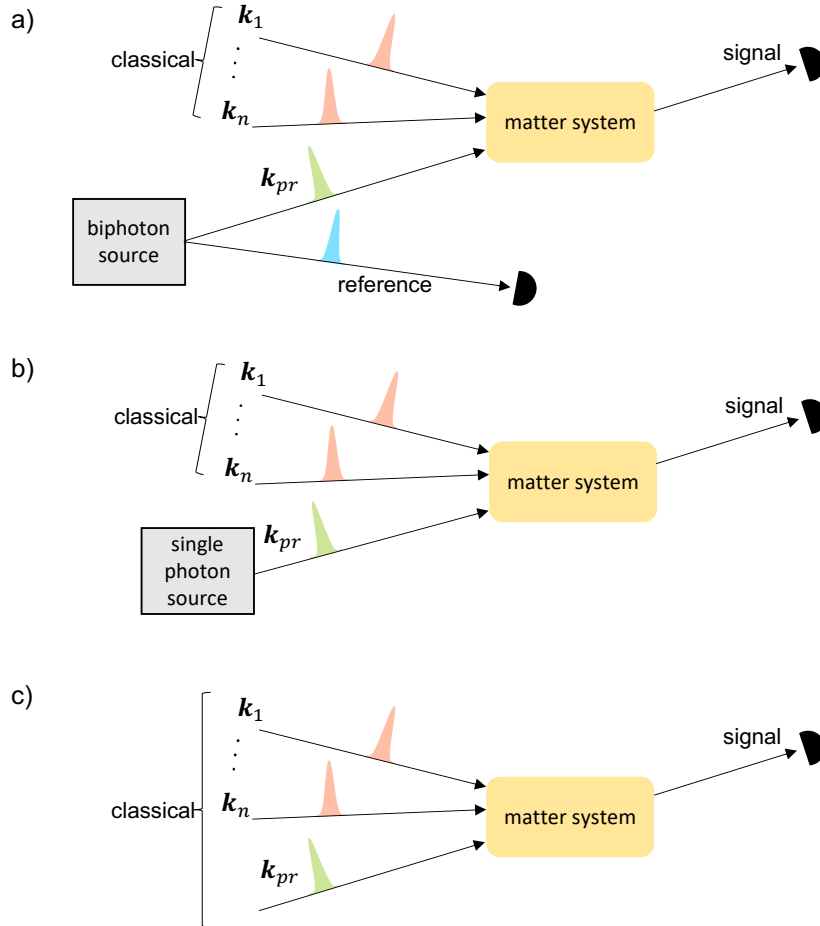 a)
k₁
classical
kₙ
signal
matter system
kₚᵣ
biphoton
source
reference
b)
k₁
classical
kₙ
signal
matter system
kₚᵣ
single
photon
source
c)
k₁
classical
kₙ
signal
matter system
kₚᵣ